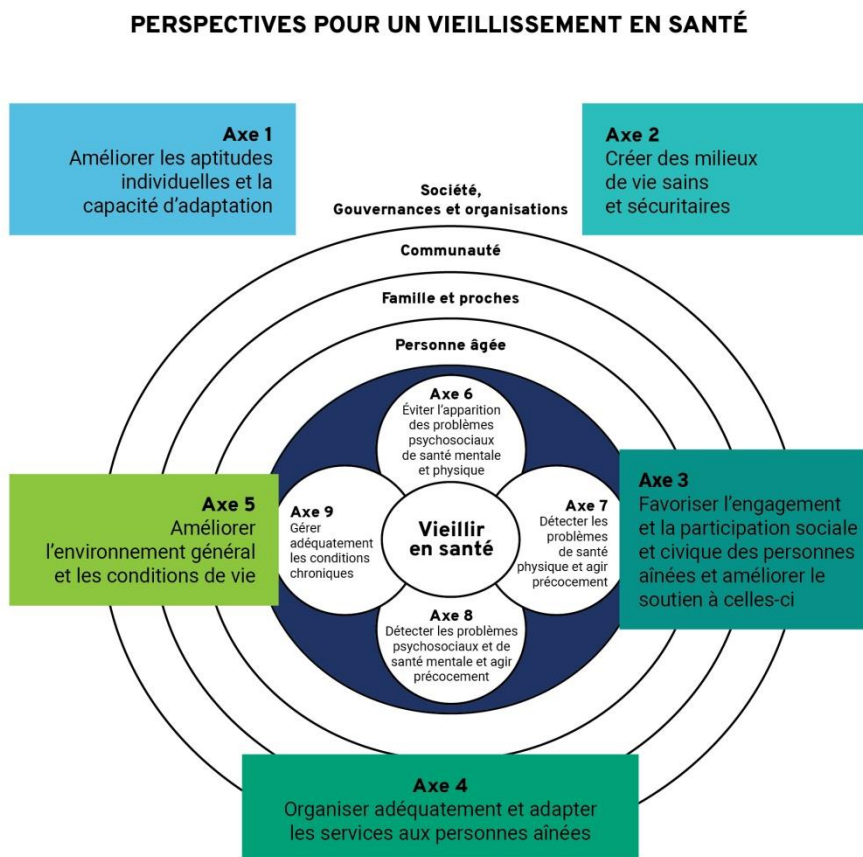 PERSPECTIVES POUR UN VIEILLISSEMENT EN SANTÉ
Axe 1
Améliorer les aptitudes
individuelles et la
capacité d'adaptation
Axe 2
Créer des milieux
de vie sains
et sécuritaires
Société,
Gouvernances et organisations
Communauté
Famille et proches
Personne âgée
Axe 6
Éviter l'apparition
des problèmes
psychosociaux
de santé mentale
et physique
Axe 5
Améliorer
l'environnement général
et les conditions de vie
Axe 9
Gérer
adéquatement
les conditions
chroniques
Vieillir
en santé
Axe 7
Détecter les
problèmes
de santé
physique et agir
précocement
Axe 3
Favoriser l'engagement
et la participation sociale
et civique des personnes
aînées et améliorer le
soutien à celles-ci
Axe 8
Détecter les problèmes
psychosociaux et de
santé mentale et agir
précocement
Axe 4
Organiser adéquatement et adapter
les services aux personnes aînées